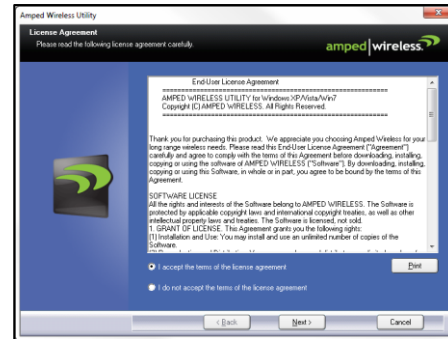 Amped Wireless Utility
License Agreement
Please read the following license agreement carefully.
amped|wireless
End-User License Agreement
==============================================================
AMPED WIRELESS UTILITY for Windows XP/Vista/Win7
Copyright (C) AMPED WIRELESS. All Rights Reserved.
==============================================================
Thank you for purchasing this product. We appreciate you choosing Amped Wireless for your
long range wireless needs. Please read this End-User License Agreement ("Agreement")
carefully and agree to comply with the terms of this Agreement before downloading, installing,
copying or using the software of AMPED WIRELESS ("Software"). By downloading, installing,
copying or using this Software, in whole or in part, you agree to be bound by the terms of this
Agreement.
SOFTWARE LICENSE
All the rights and interests of the Software belong to AMPED WIRELESS. The Software is
protected by applicable copyright laws and international copyright treaties, as well as other
intellectual property laws and treaties. The Software is licensed, not sold.
1. GRANT OF LICENSE. This Agreement grants you the following rights:
(1) Installation and Use: You may install and use an unlimited number of copies of the
Software.
I accept the terms of the license agreement
Print
I do not accept the terms of the license agreement
< Back
Next >
Cancel